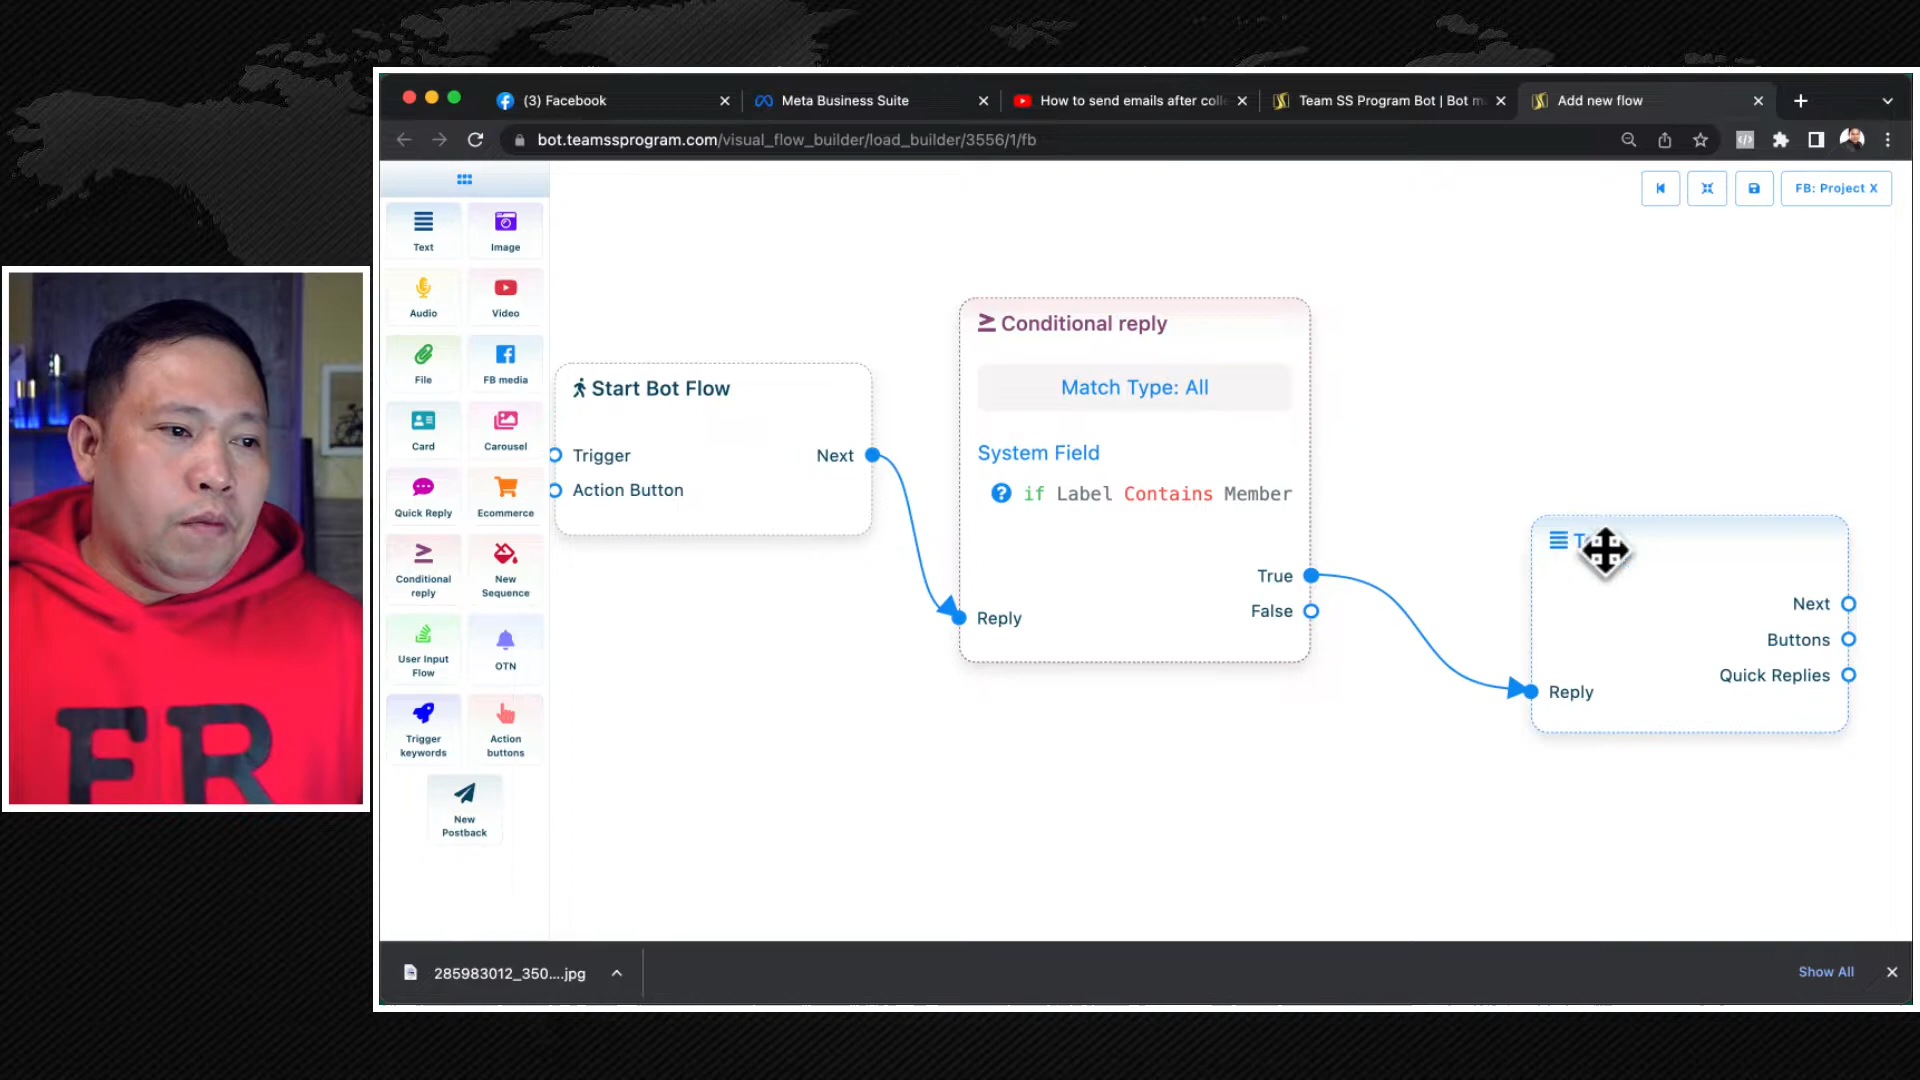 (3) Facebook
Meta Business Suite
How to send emails after colle
Team SS Program Bot | Bot m
Add new flow
bot.teamssprogram.com/visual_flow_builder/load_builder/3556/1/fb
FB: Project X
Text
Image
Audio
Video
File
FB media
Card
Carousel
Quick Reply
Ecommerce
Conditional
reply
New
Sequence
User Input
Flow
OTN
Trigger
keywords
Action
buttons
New
Postback
Start Bot Flow
Trigger
Next
Action Button
Conditional reply
Match Type: All
System Field
if Label Contains Member
True
False
Reply
Next
Buttons
Quick Replies
Reply
FR
285983012_350....jpg
Show All